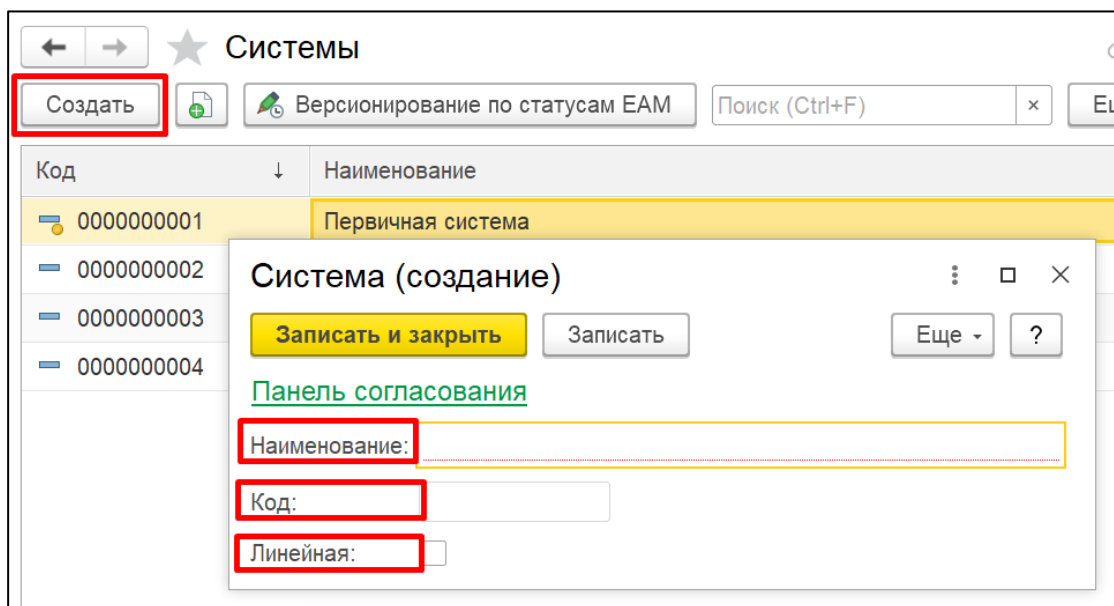 Системы
Создать Версионирование по статусам EAM Поиск (Ctrl+F) ×
Код ↓ Наименование
0000000001 Первичная система
0000000002
0000000003
0000000004
Система (создание)
Записать и закрыть Записать Еще ?
Панель согласования
Наименование:
Код:
Линейная: